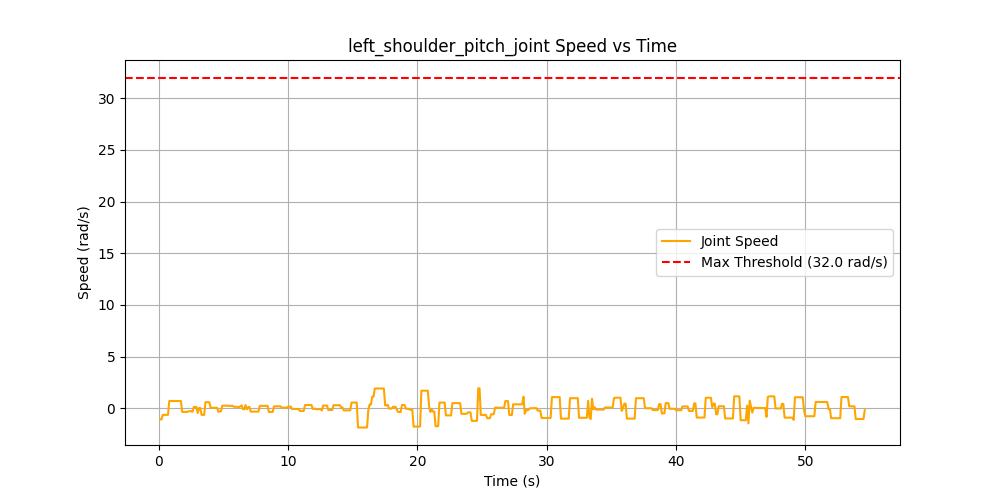 left_shoulder_pitch_joint Speed vs Time
Speed (rad/s)
30
25
20
15
10
5
0
Joint Speed
Max Threshold (32.0 rad/s)
0 10 20 30 40 50
Time (s)